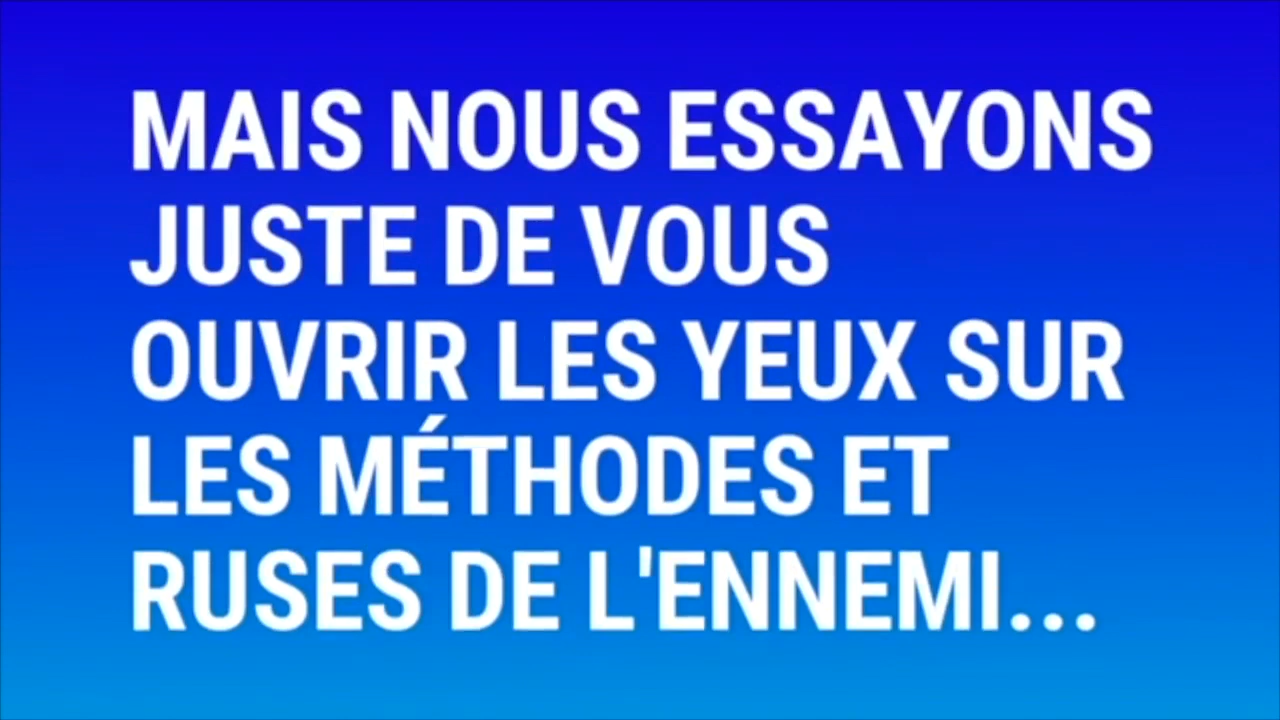 MAIS NOUS ESSAYONS
JUSTE DE VOUS
OUVRIR LES YEUX SUR
LES MÉTHODES ET
RUSES DE L'ENNEMI...